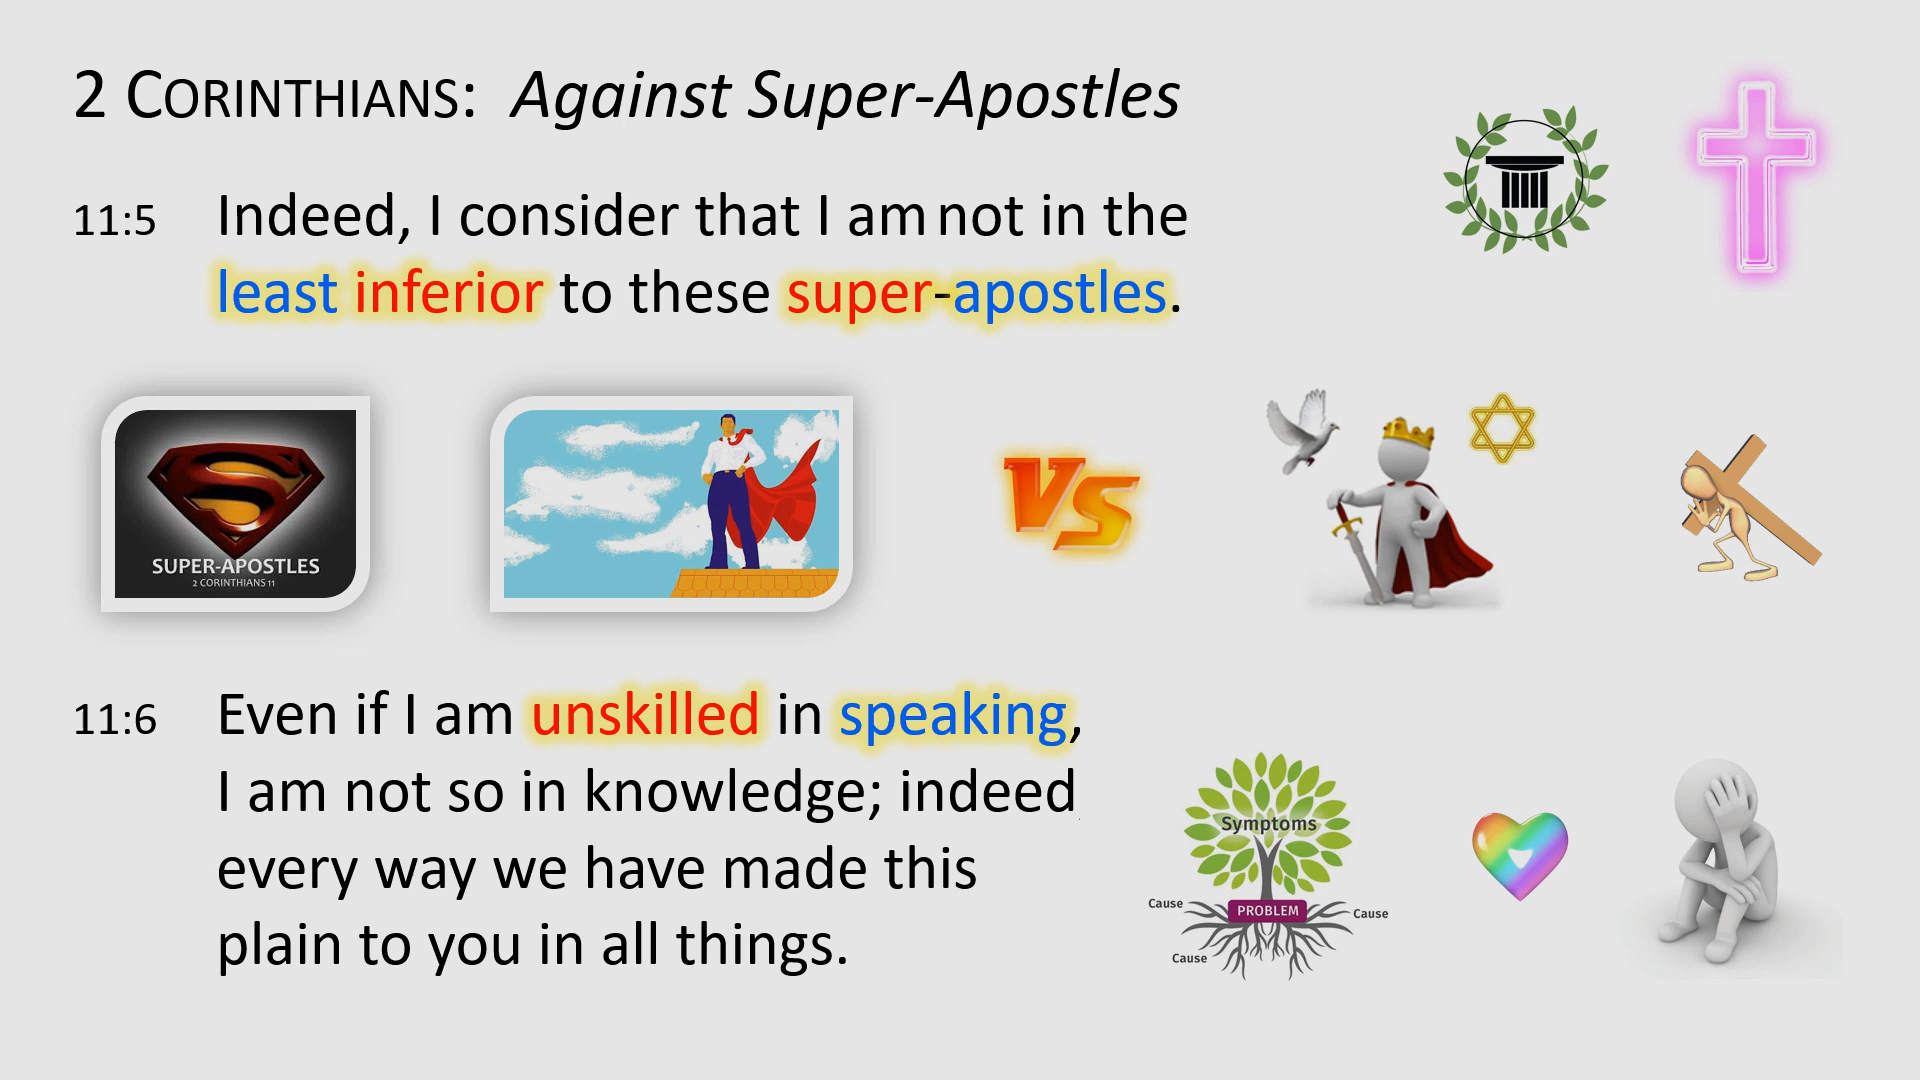 2 CORINTHIANS: Against Super-Apostles
11:5 Indeed, I consider that I am not in the
least inferior to these super-apostles.
SUPER-APOSTLES
2 CORINTHIANS 11
VS
11:6 Even if I am unskilled in speaking,
I am not so in knowledge; indeed
every way we have made this
plain to you in all things.
Symptoms
PROBLEM
Cause
Cause
Cause